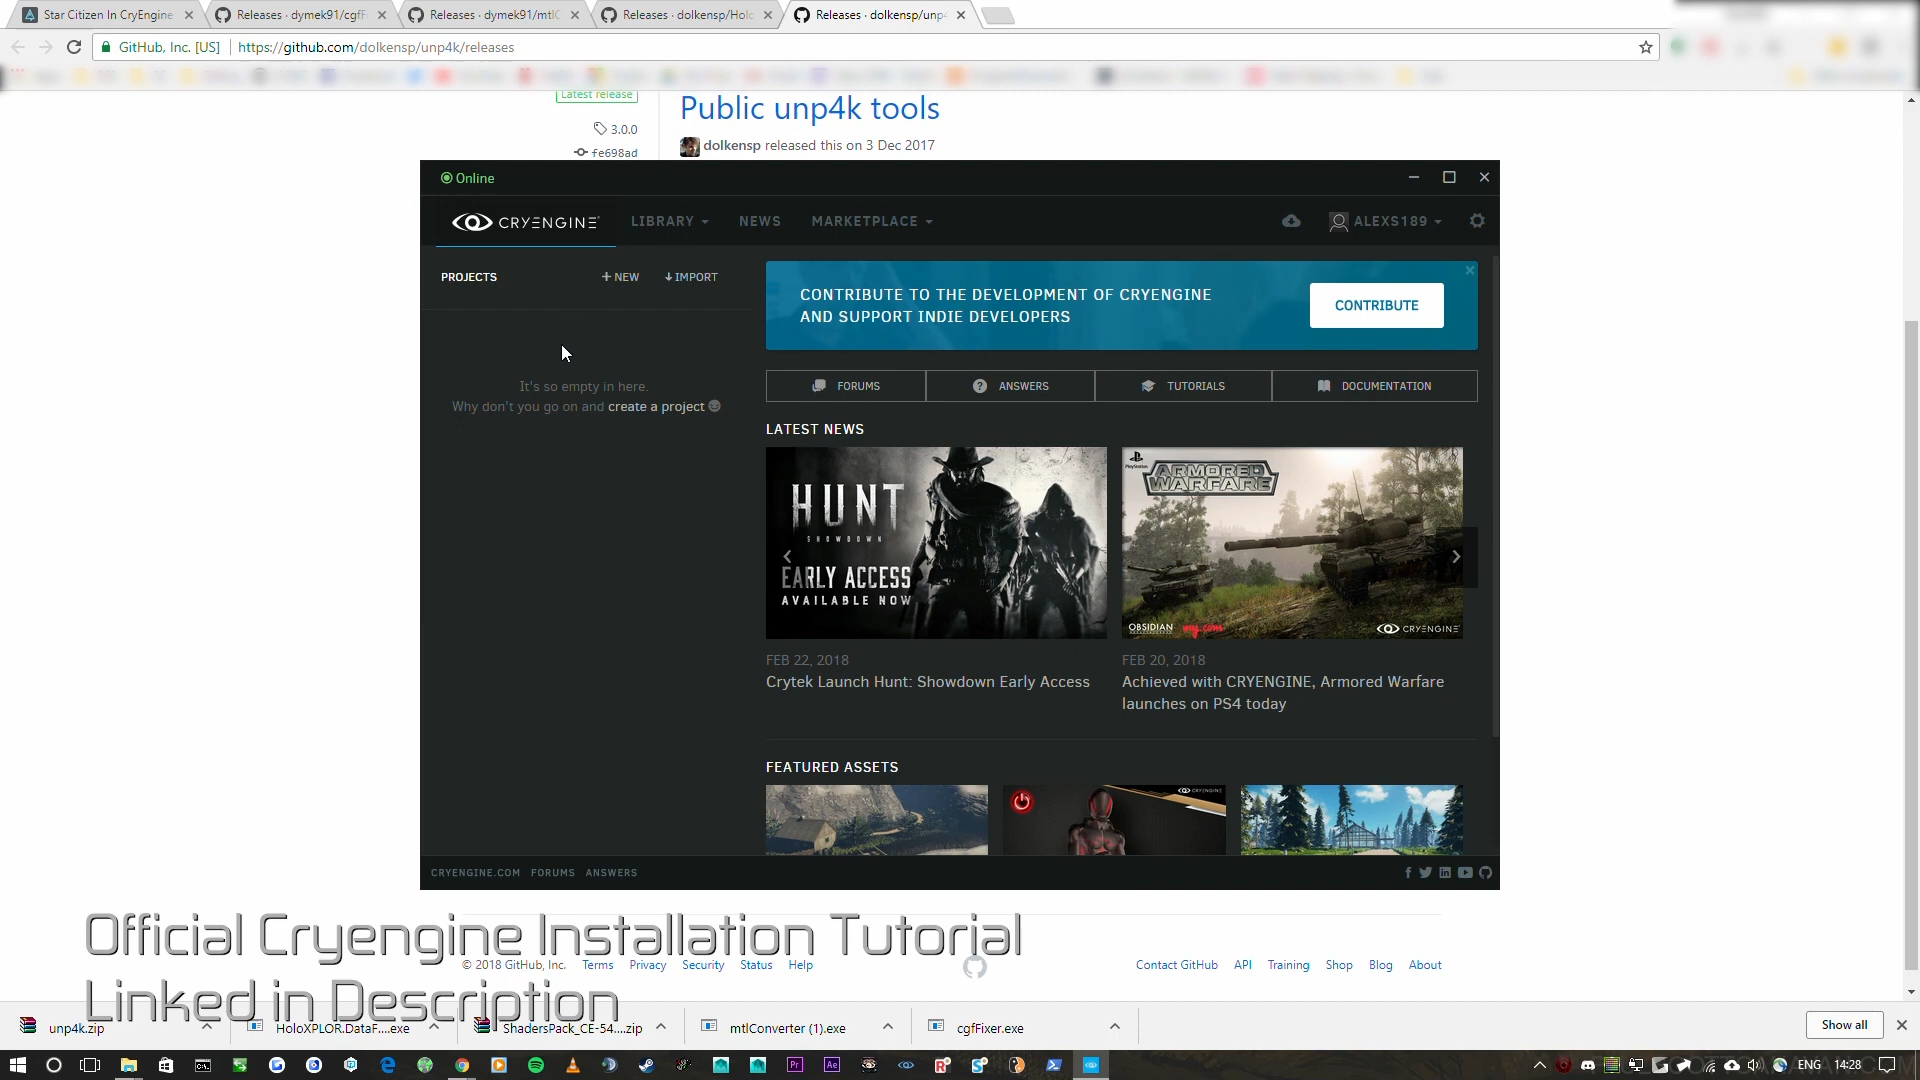 Star Citizen In CryEngine
Releases · dymek91/cgfF
Releases · dymek91/mtlC
Releases · dolkensp/Holo
Releases · dolkensp/unp4
GitHub, Inc. [US]
https://github.com/dolkensp/unp4k/releases
Latest release
Public unp4k tools
3.0.0
dolkensp released this on 3 Dec 2017
fe698ad
Online
CRYENGINE
LIBRARY
NEWS
MARKETPLACE
ALEXS189
PROJECTS
+ NEW
IMPORT
It's so empty in here.
Why don't you go on and create a project
CONTRIBUTE TO THE DEVELOPMENT OF CRYENGINE
AND SUPPORT INDIE DEVELOPERS
CONTRIBUTE
FORUMS
ANSWERS
TUTORIALS
DOCUMENTATION
LATEST NEWS
HUNT
SHOWDOWN
EARLY ACCESS
AVAILABLE NOW
PlayStation
ARMORED
WARFARE
OBSIDIAN
my.com
CRYENGINE
FEB 22, 2018
Crytek Launch Hunt: Showdown Early Access
FEB 20, 2018
Achieved with CRYENGINE, Armored Warfare
launches on PS4 today
FEATURED ASSETS
CRYENGINE
CRYENGINE.COM
FORUMS
ANSWERS
Official Cryengine Installation Tutorial
Linked in Description
© 2018 GitHub, Inc.
Terms
Privacy
Security
Status
Help
Contact GitHub
API
Training
Shop
Blog
About
unp4k.zip
HoloXPLOR.DataF....exe
ShadersPack_CE-54....zip
mtlConverter (1).exe
cgfFixer.exe
Show all
Pr
Ae
ENG
14:28